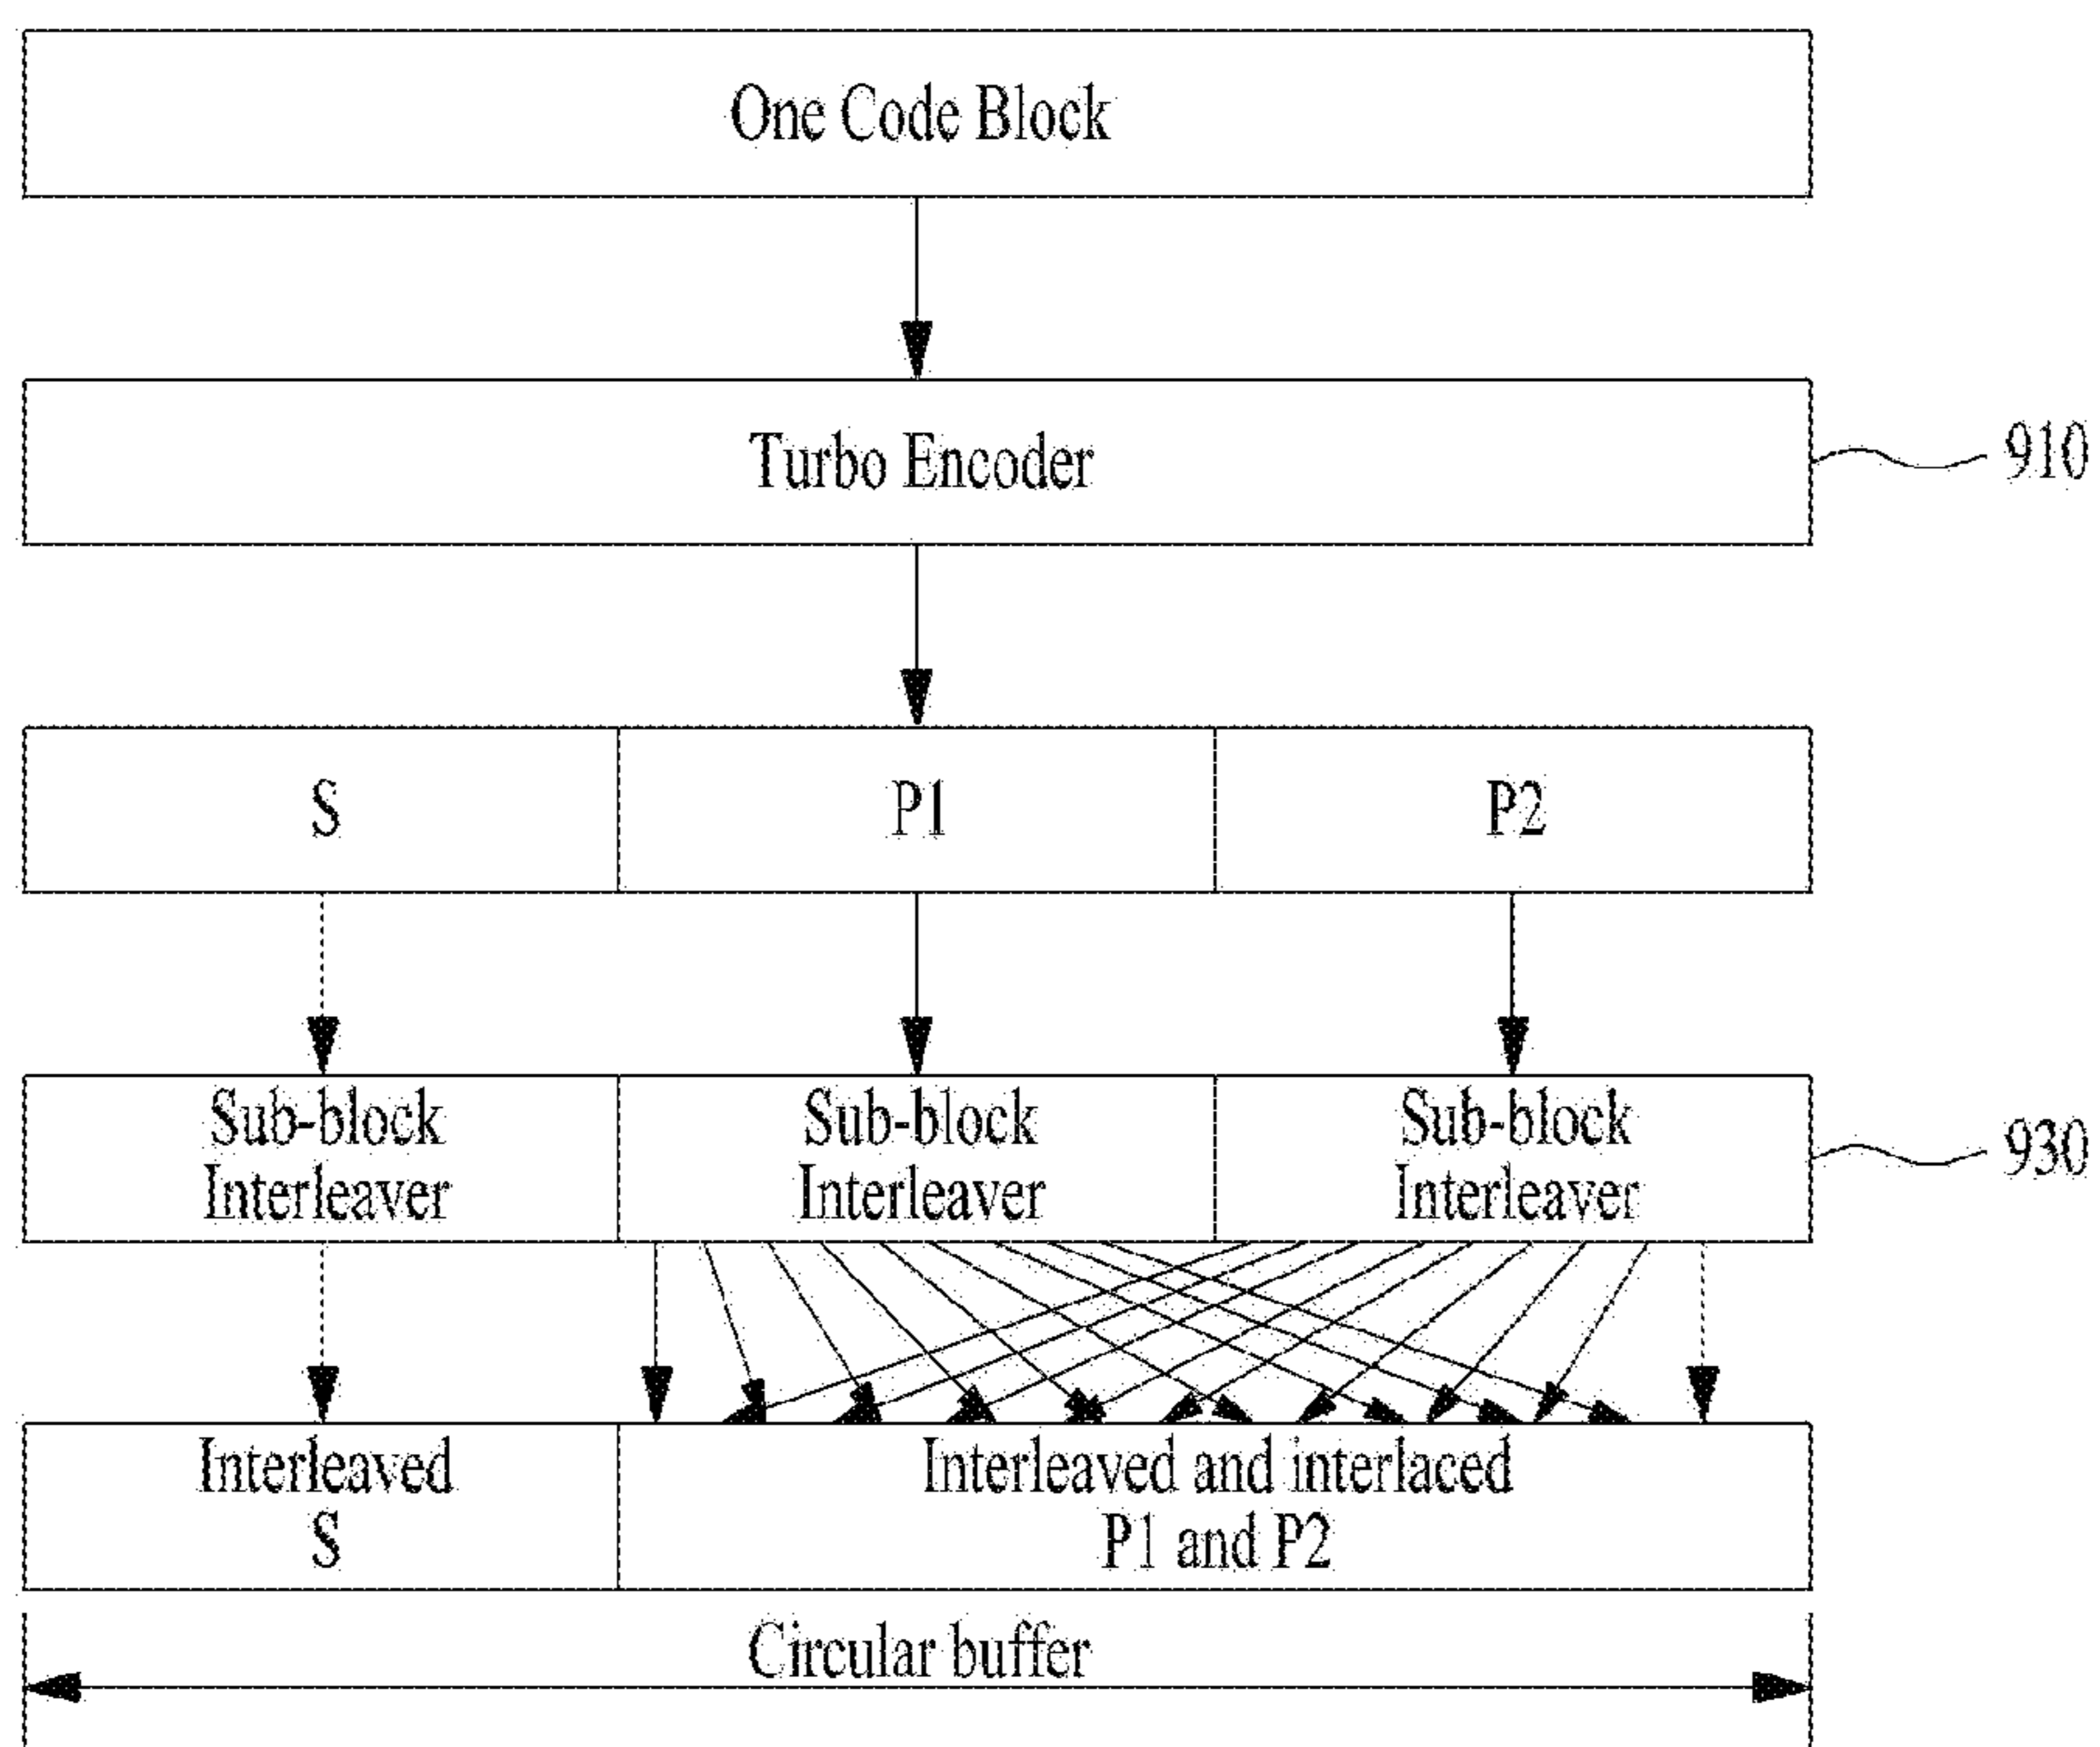 One Code Block
Turbo Encoder
910
S
P1
P2
Sub-block
Interleaver
Sub-block
Interleaver
Sub-block
Interleaver
930
Interleaved
S
Interleaved and interlaced
P1 and P2
Circular buffer